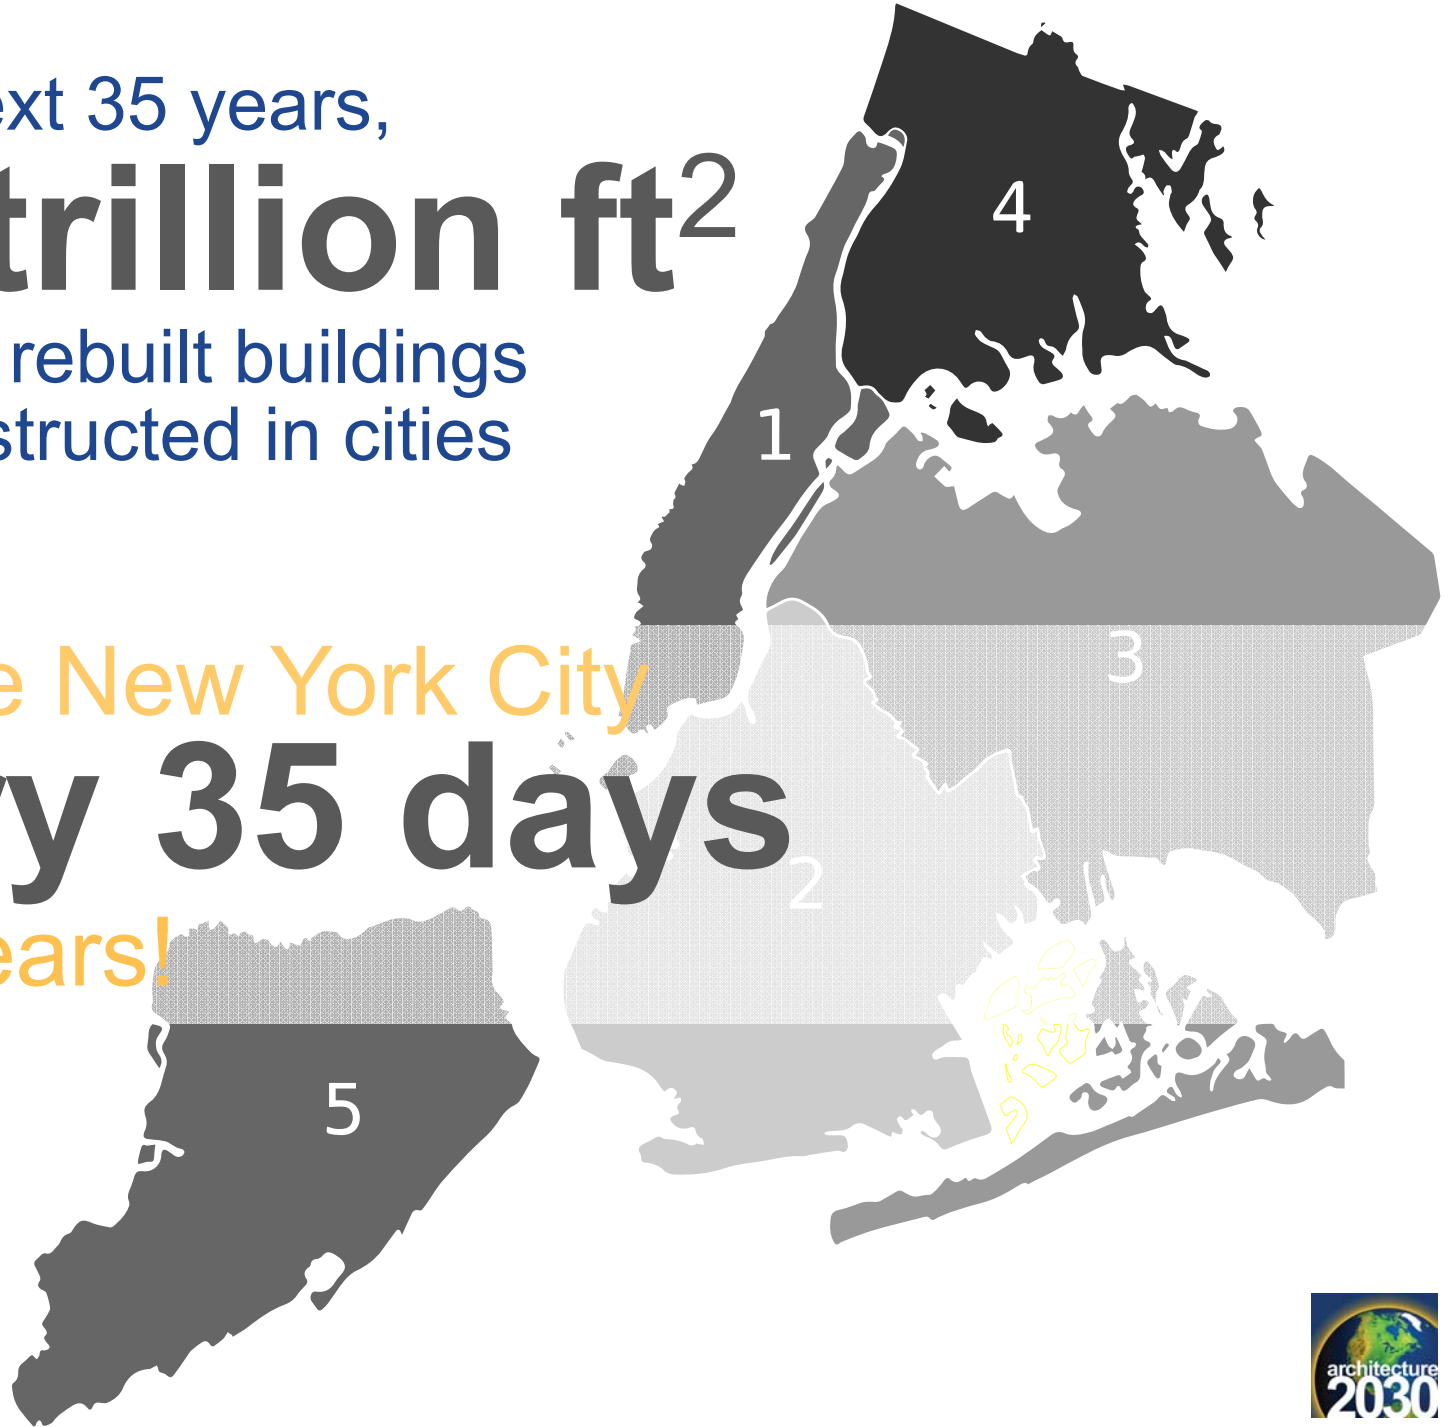 ext 35 years,
trillion ft²
rebuilt buildings
structed in cities
e New York City
y 35 days
ears!
4
1
3
2
5
architecture
2030